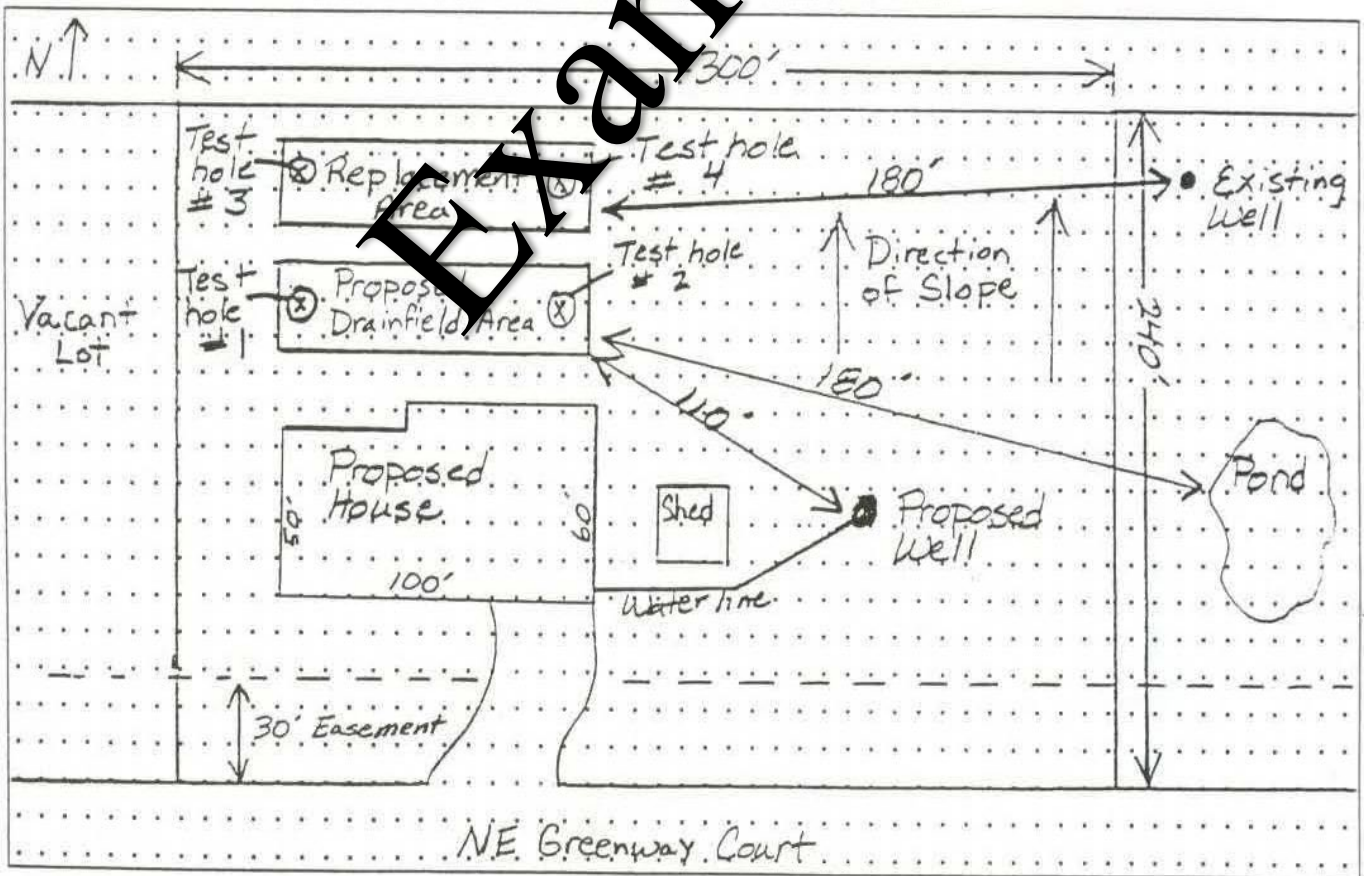 N
300'
Test
hole
# 3
Replacement
Area
Test hole
# 4
180'
Existing
Well
Exam
Test
hole
#1
Propos
Drainfield Area
Test hole
# 2
Direction
of Slope
Vacant
Lot
240'
180'
110'
Proposed
House
50'
60'
100'
Shed
Proposed
Well
Pond
Water line
30' Easement
NE Greenway Court